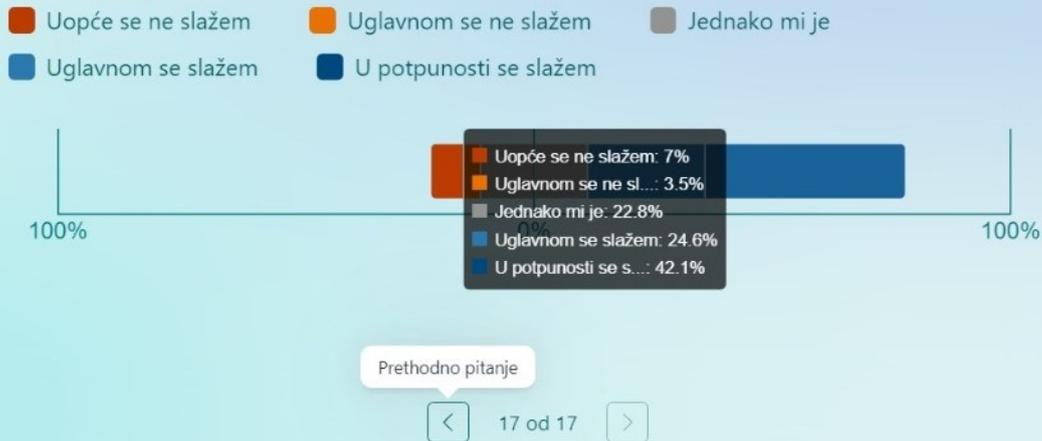 Uopće se ne slažem Uglavnom se ne slažem Jednako mi je
Uglavnom se slažem U potpunosti se slažem
Uopće se ne slažem: 7%
Uglavnom se ne sl...: 3.5%
Jednako mi je: 22.8%
100% 0% 100%
Uglavnom se slažem: 24.6%
U potpunosti se s...: 42.1%
Prethodno pitanje
< 17 od 17 >